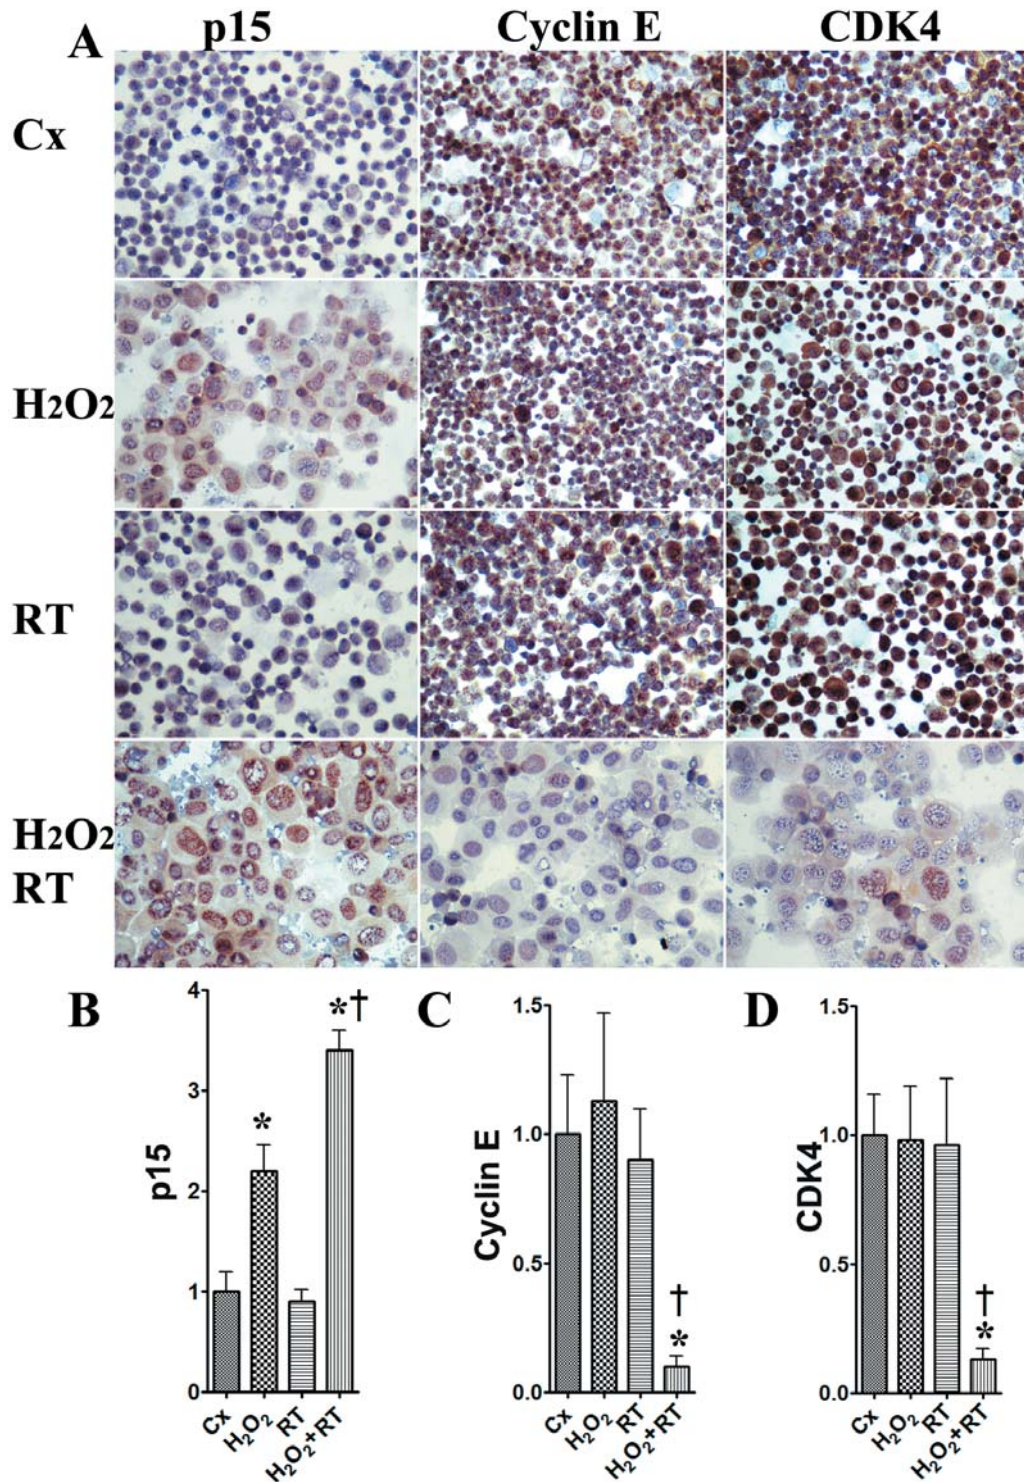 A
p15 Cyclin E CDK4
Cx
H2O2
RT
H2O2
RT
B
4
3
2
1
0
p15
*
*†
Cx H₂O₂ RT H₂O₂+RT
C
1.5
1.0
0.5
0.0
Cyclin E
†
*
Cx H₂O₂ RT H₂O₂+RT
D
1.5
1.0
0.5
0.0
CDK4
†
*
Cx H₂O₂ RT H₂O₂+RT